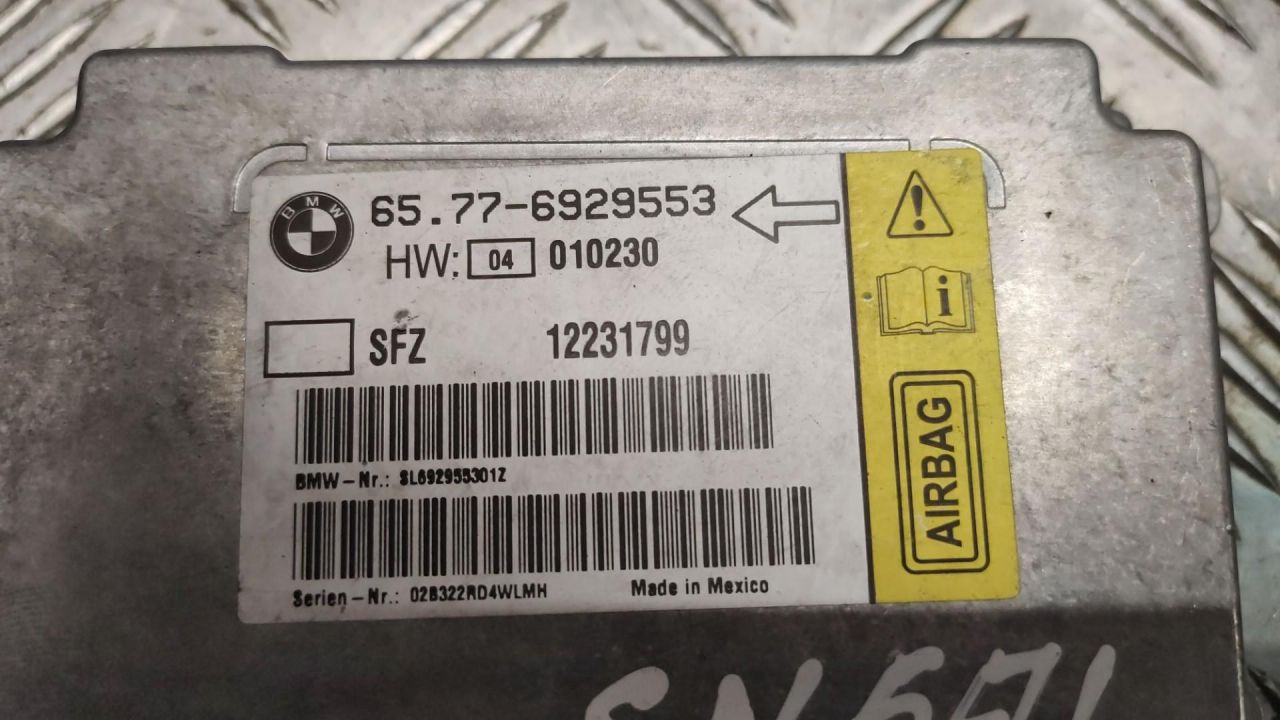 BMW
65.77-6929553
HW: 04 010230
SFZ 12231799
BMW-Nr.: SL692955301Z
Serien-Nr.: 02B322RD4WLMH Made in Mexico
AIRBAG